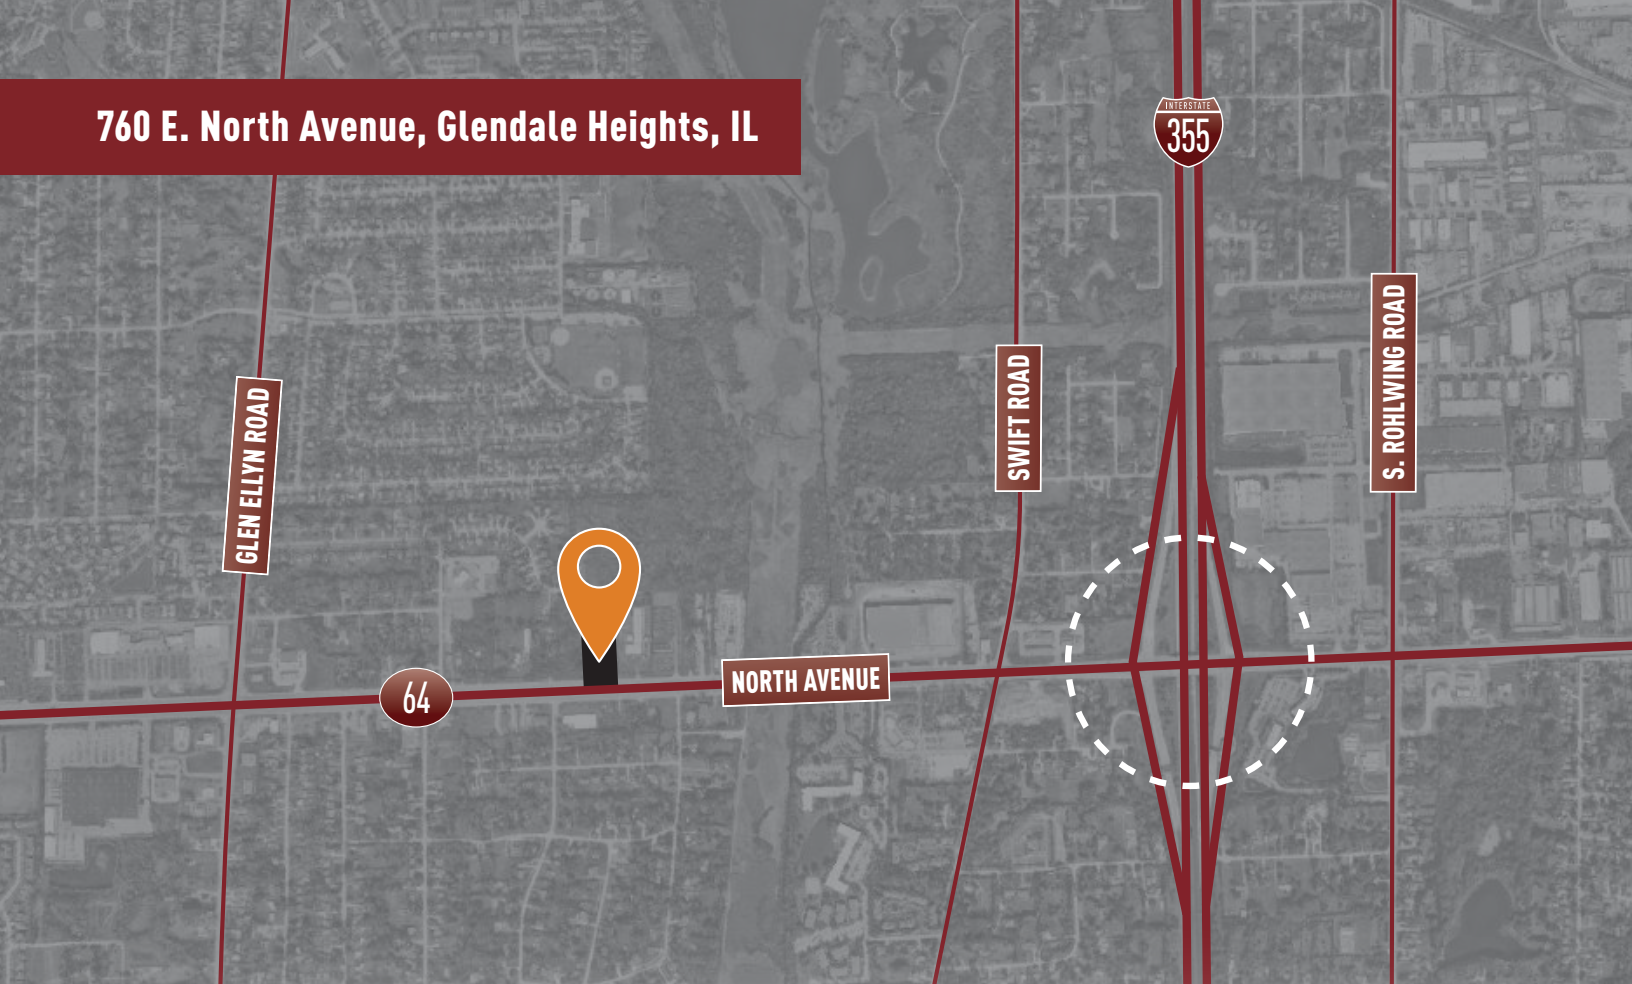 760 E. North Avenue, Glendale Heights, IL
INTERSTATE
355
S. ROHLWING ROAD
SWIFT ROAD
GLEN ELLYN ROAD
NORTH AVENUE
64